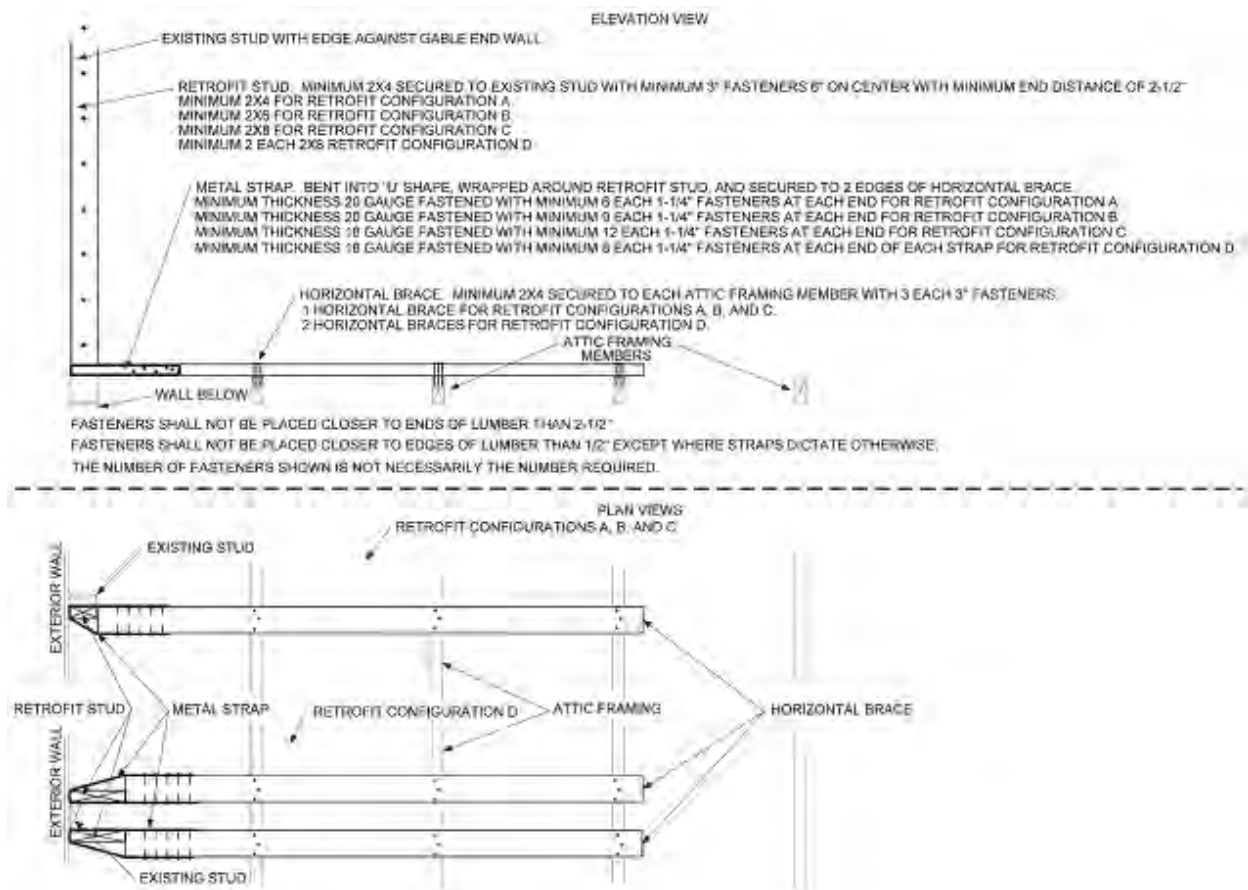 ELEVATION VIEW
EXISTING STUD WITH EDGE AGAINST GABLE END WALL
RETROFIT STUD. MINIMUM 2X4 SECURED TO EXISTING STUD WITH MINIMUM 3" FASTENERS 6" ON CENTER WITH MINIMUM END DISTANCE OF 2-1/2"
MINIMUM 2X4 FOR RETROFIT CONFIGURATION A.
MINIMUM 2X6 FOR RETROFIT CONFIGURATION B.
MINIMUM 2X8 FOR RETROFIT CONFIGURATION C
MINIMUM 2 EACH 2X8 RETROFIT CONFIGURATION D
METAL STRAP. BENT INTO 'U' SHAPE, WRAPPED AROUND RETROFIT STUD, AND SECURED TO 2 EDGES OF HORIZONTAL BRACE
MINIMUM THICKNESS 20 GAUGE FASTENED WITH MINIMUM 6 EACH 1-1/4" FASTENERS AT EACH END FOR RETROFIT CONFIGURATION A
MINIMUM THICKNESS 20 GAUGE FASTENED WITH MINIMUM 9 EACH 1-1/4" FASTENERS AT EACH END FOR RETROFIT CONFIGURATION B
MINIMUM THICKNESS 18 GAUGE FASTENED WITH MINIMUM 12 EACH 1-1/4" FASTENERS AT EACH END FOR RETROFIT CONFIGURATION C
MINIMUM THICKNESS 18 GAUGE FASTENED WITH MINIMUM 8 EACH 1-1/4" FASTENERS AT EACH END OF EACH STRAP FOR RETROFIT CONFIGURATION D.
HORIZONTAL BRACE. MINIMUM 2X4 SECURED TO EACH ATTIC FRAMING MEMBER WITH 3 EACH 3" FASTENERS.
1 HORIZONTAL BRACE FOR RETROFIT CONFIGURATIONS A, B, AND C.
2 HORIZONTAL BRACES FOR RETROFIT CONFIGURATION D.
ATTIC FRAMING
MEMBERS
WALL BELOW
FASTENERS SHALL NOT BE PLACED CLOSER TO ENDS OF LUMBER THAN 2-1/2"
FASTENERS SHALL NOT BE PLACED CLOSER TO EDGES OF LUMBER THAN 1/2" EXCEPT WHERE STRAPS DICTATE OTHERWISE.
THE NUMBER OF FASTENERS SHOWN IS NOT NECESSARILY THE NUMBER REQUIRED.
PLAN VIEWS
RETROFIT CONFIGURATIONS A, B, AND C
EXISTING STUD
EXTERIOR WALL
RETROFIT STUD
METAL STRAP
RETROFIT CONFIGURATION D
ATTIC FRAMING
HORIZONTAL BRACE
EXTERIOR WALL
EXISTING STUD